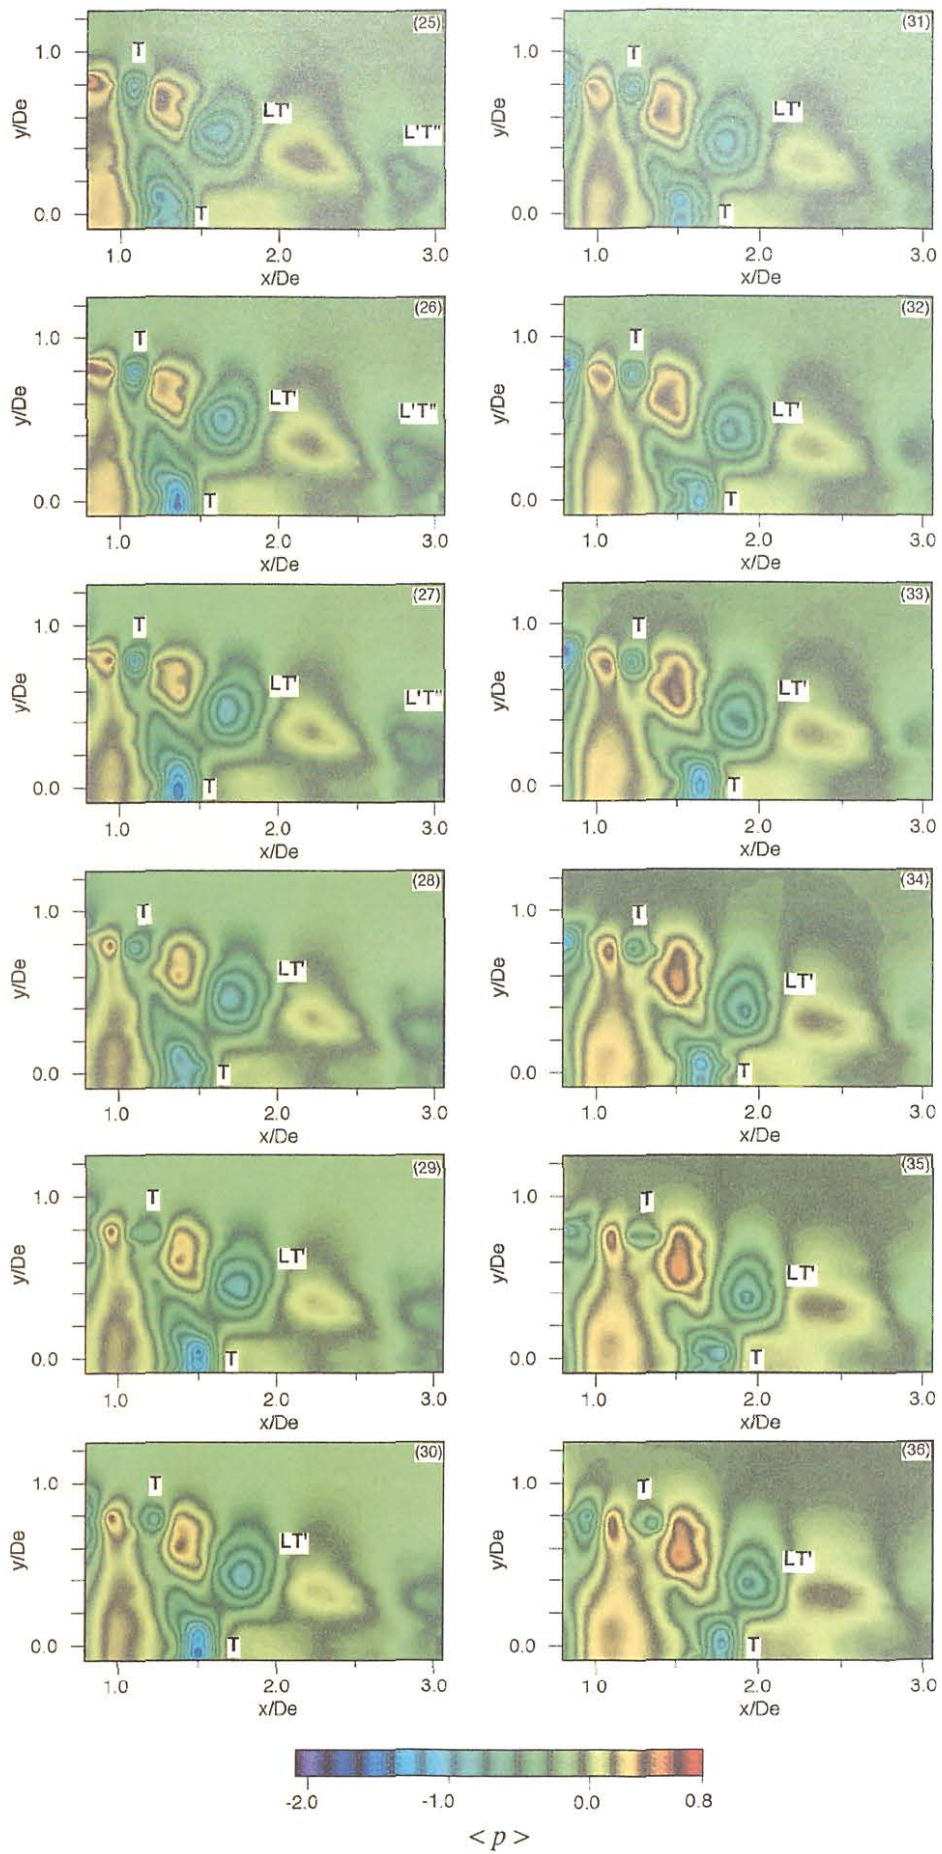 (25)
1.0
T
LT'
L'T"
y/De
0.0
T
1.0 2.0 3.0
x/De
(26)
1.0
T
LT'
L'T"
y/De
0.0
T
1.0 2.0 3.0
x/De
(27)
1.0
T
LT'
L'T"
y/De
0.0
T
1.0 2.0 3.0
x/De
(28)
1.0
T
LT'
y/De
0.0
T
1.0 2.0 3.0
x/De
(29)
1.0
T
LT'
y/De
0.0
T
1.0 2.0 3.0
x/De
(30)
1.0
T
LT'
y/De
0.0
T
1.0 2.0 3.0
x/De
(31)
1.0
T
LT'
y/De
0.0
T
1.0 2.0 3.0
x/De
(32)
1.0
T
LT'
y/De
0.0
T
1.0 2.0 3.0
x/De
(33)
1.0
T
LT'
y/De
0.0
T
1.0 2.0 3.0
x/De
(34)
1.0
T
LT'
y/De
0.0
T
1.0 2.0 3.0
x/De
(35)
1.0
T
LT'
y/De
0.0
T
1.0 2.0 3.0
x/De
(36)
1.0
T
LT'
y/De
0.0
T
1.0 2.0 3.0
x/De
-2.0 -1.0 0.0 0.8
< p >